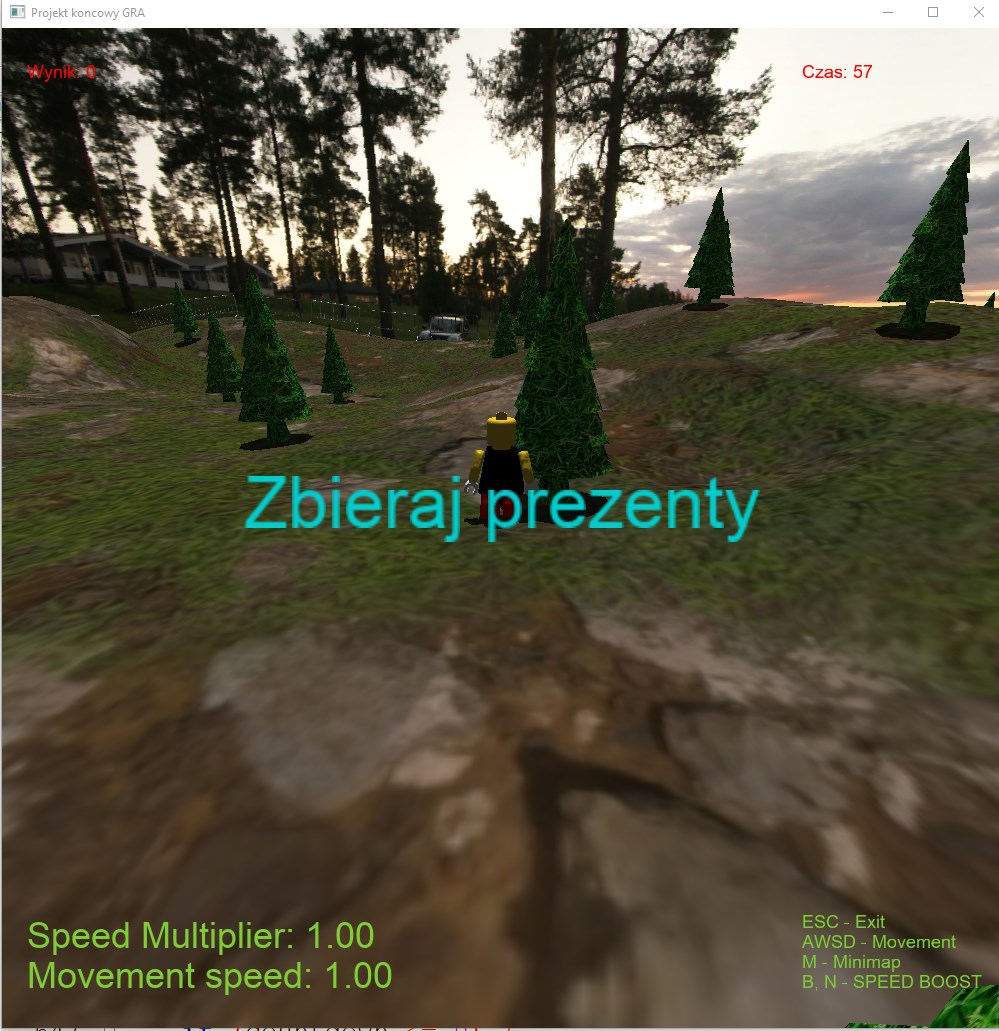 Projekt koncowy GRA
Wynik: 0
Czas: 57
Zbieraj prezenty
Speed Multiplier: 1.00
Movement speed: 1.00
ESC - Exit
AWSD - Movement
M - Minimap
B, N - SPEED BOOST